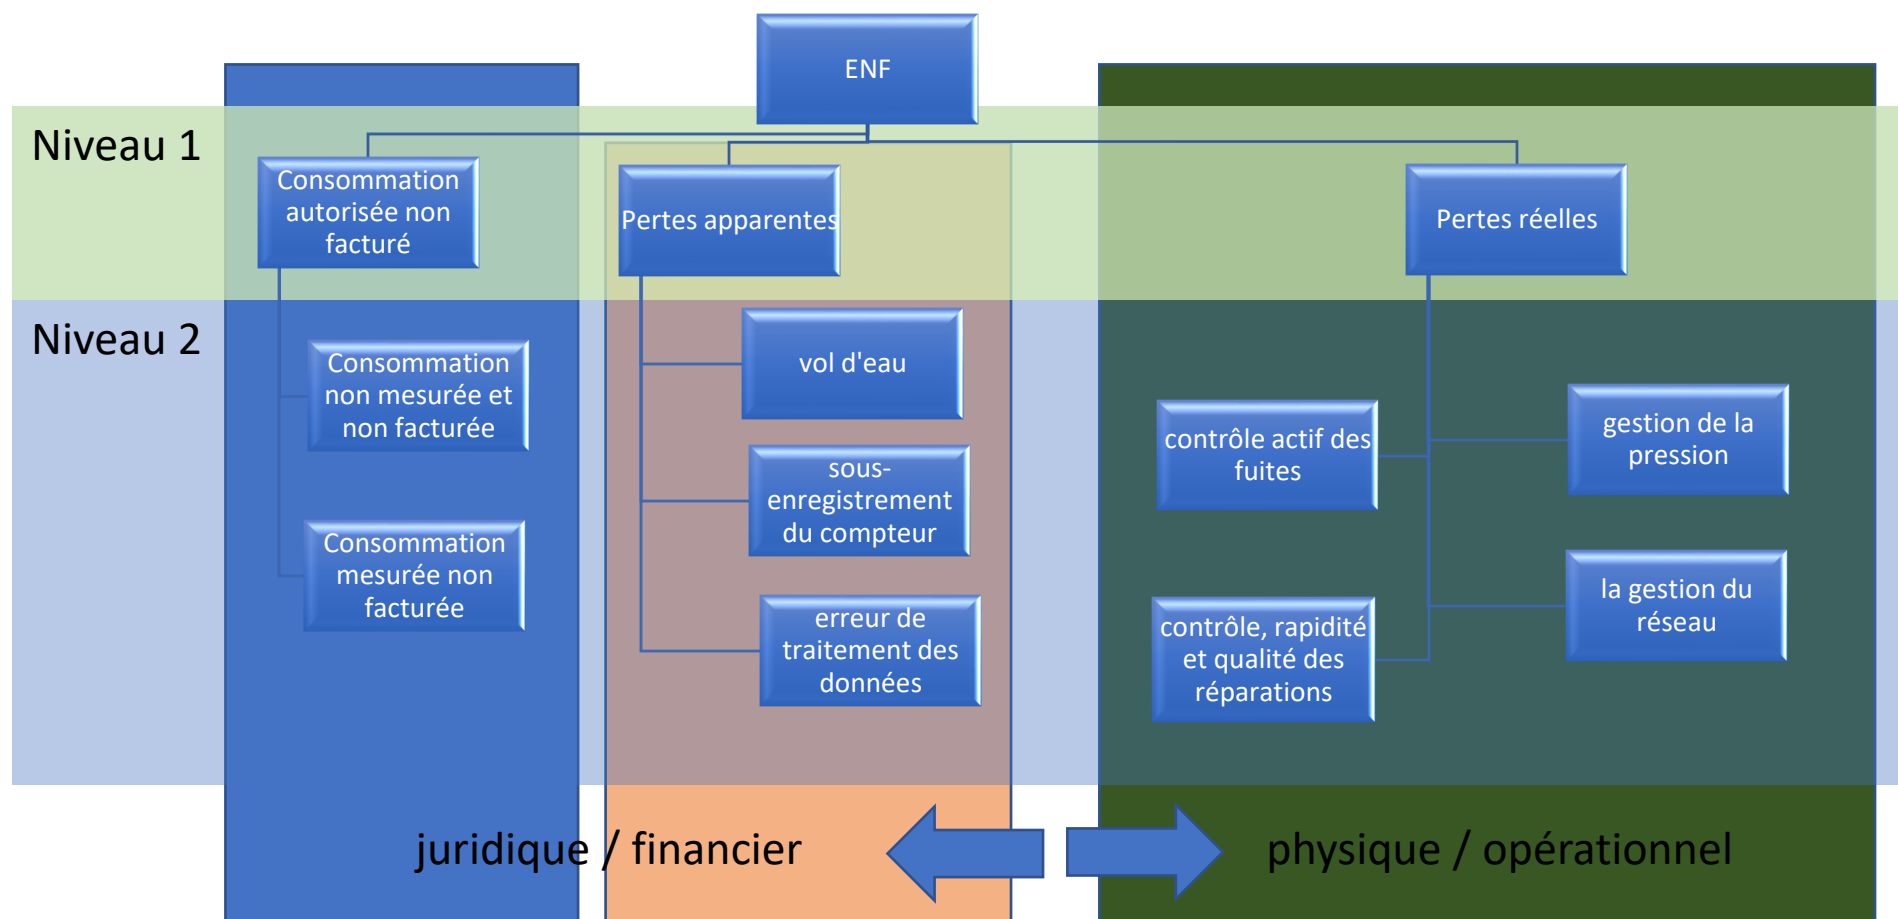 ENF
Niveau 1
Consommation
autorisée non
facturé
Pertes apparentes
Pertes réelles
Niveau 2
Consommation
non mesurée et
non facturée
Consommation
mesurée non
facturée
vol d'eau
sous-
enregistrement
du compteur
erreur de
traitement des
données
contrôle actif des
fuites
gestion de la
pression
contrôle, rapidité
et qualité des
réparations
la gestion du
réseau
juridique / financier
physique / opérationnel